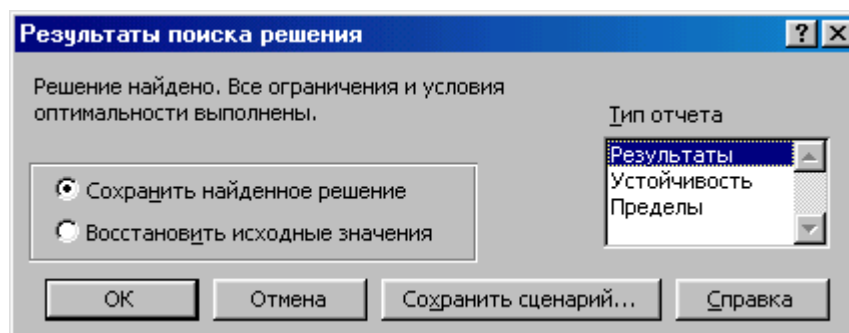 Результаты поиска решения
Решение найдено. Все ограничения и условия
оптимальности выполнены.
Тип отчета
Результаты
Устойчивость
Пределы
Сохранить найденное решение
Восстановить исходные значения
OK
Отмена
Сохранить сценарий...
Справка